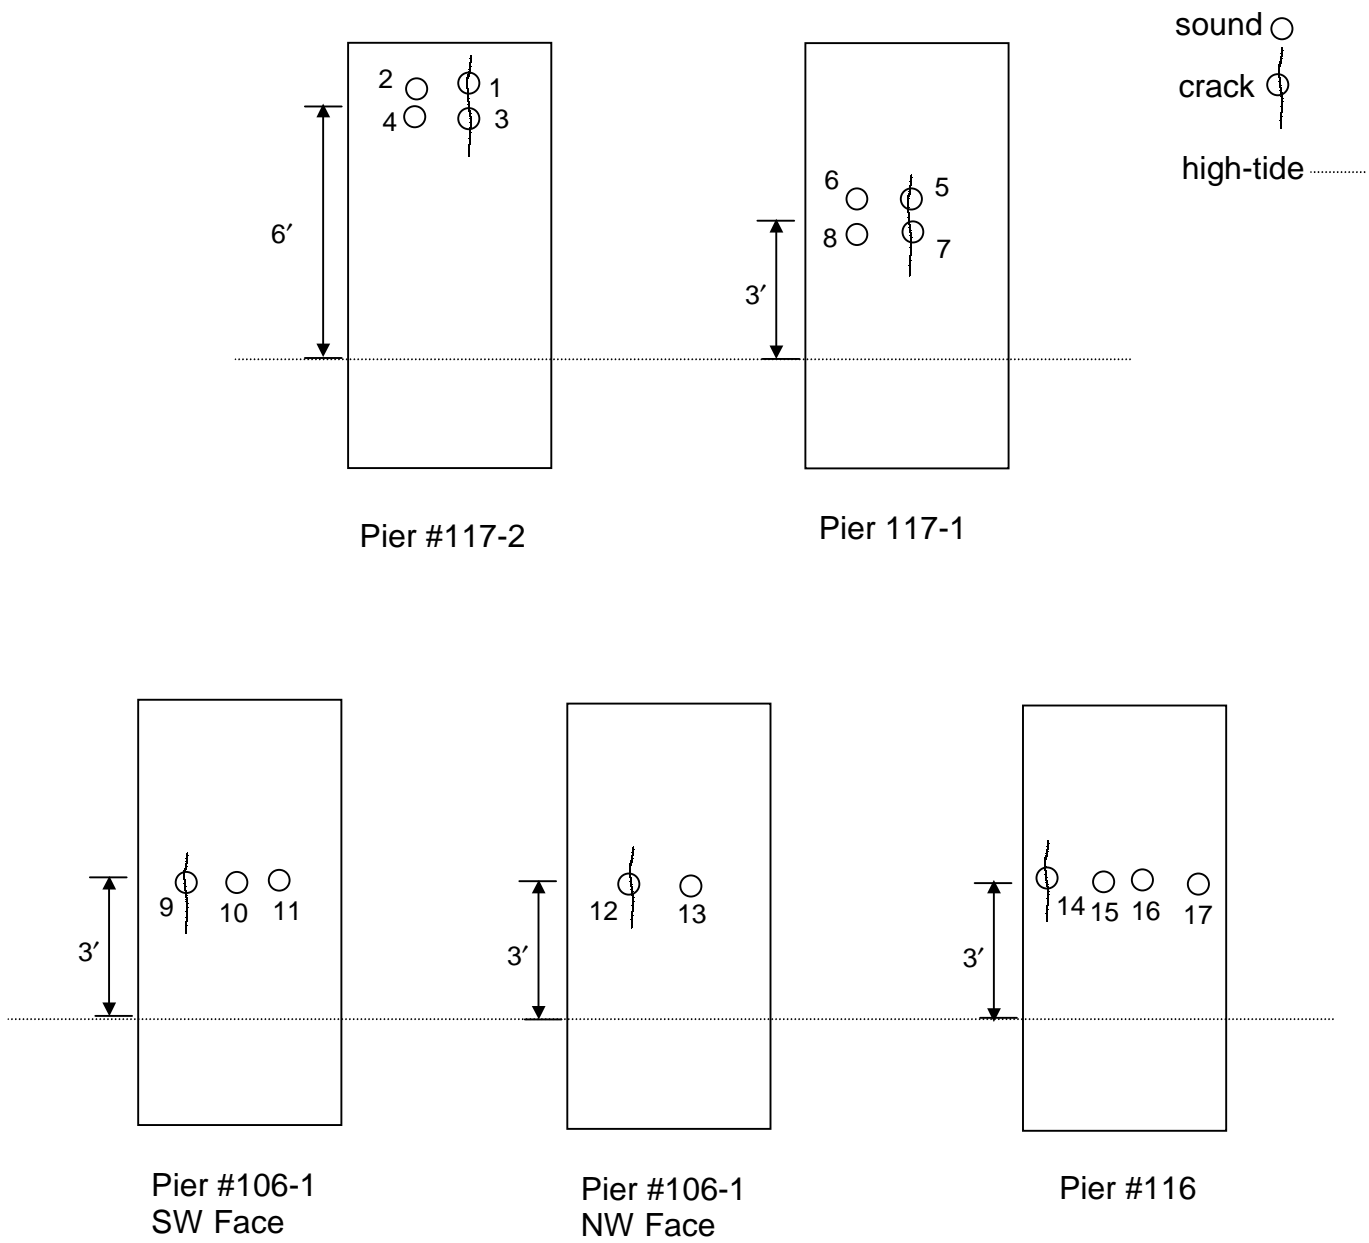 sound
crack
high-tide
2
1
4
3
6′
6
5
8
7
3′
Pier #117-2
Pier 117-1
9
10
11
3′
12
13
3′
14
15
16
17
3′
Pier #106-1
SW Face
Pier #106-1
NW Face
Pier #116